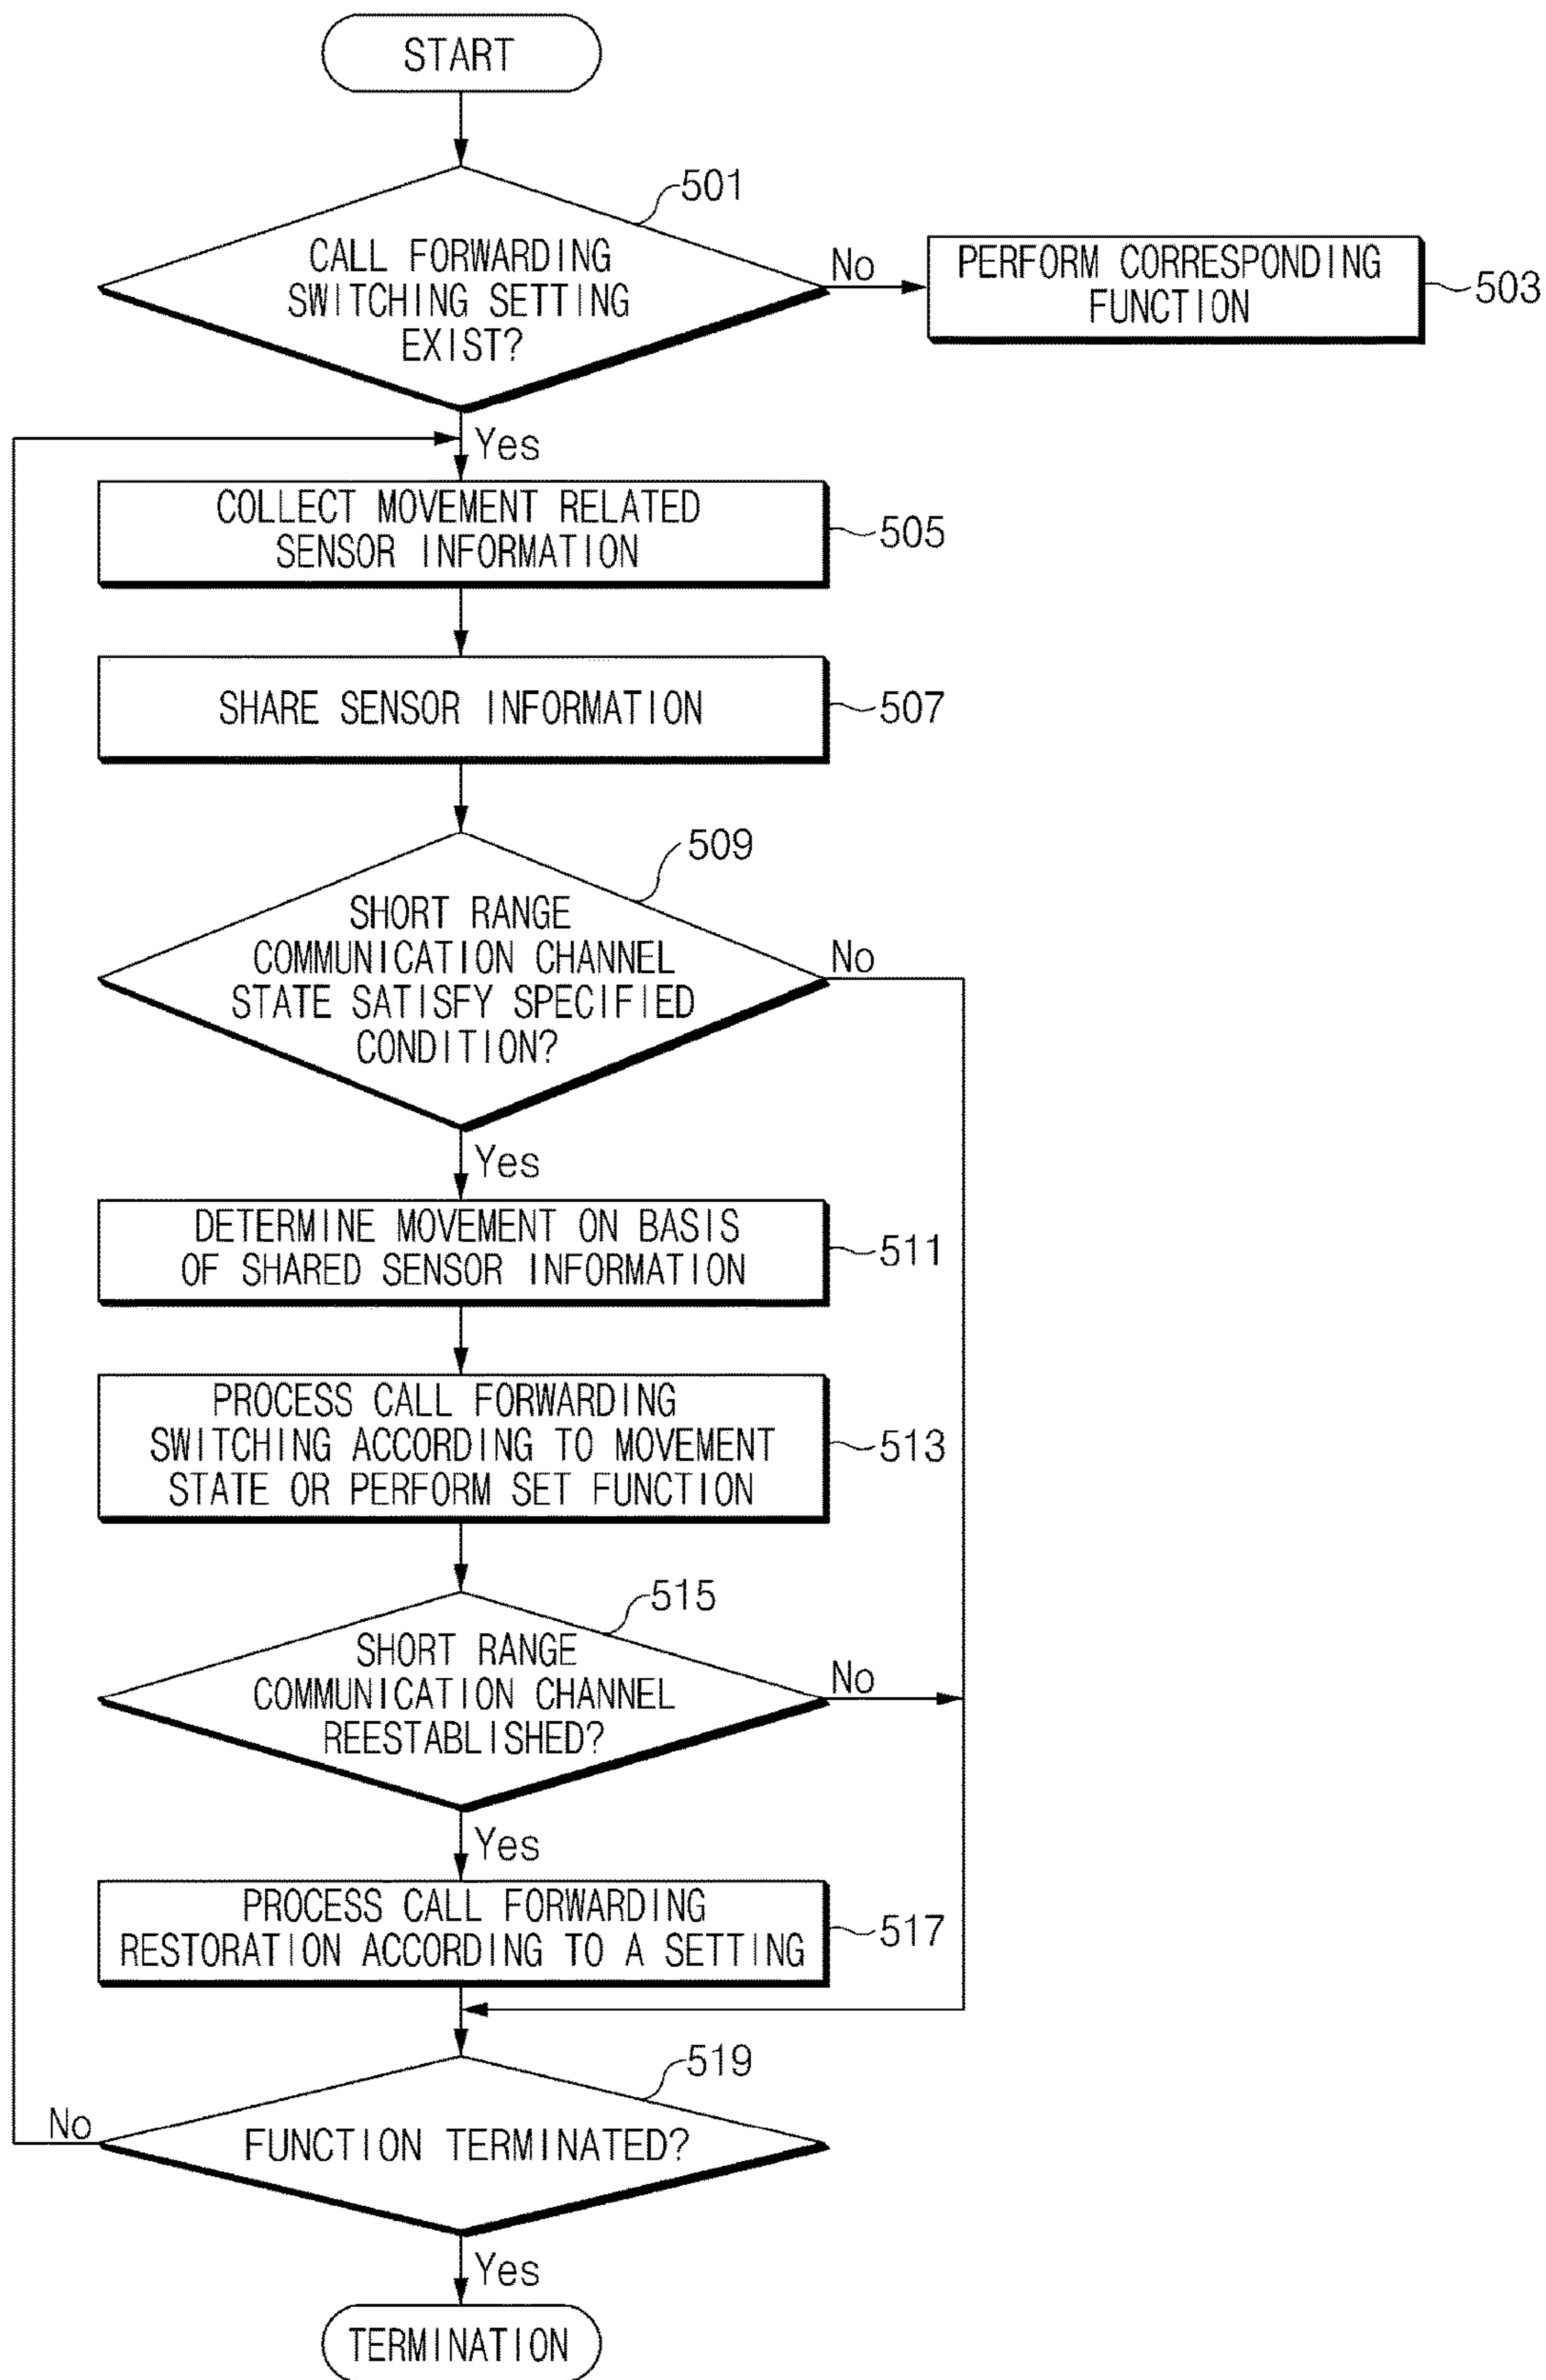 START
501
CALL FORWARDING
SWITCHING SETTING
EXIST?
No
PERFORM CORRESPONDING
FUNCTION
503
Yes
COLLECT MOVEMENT RELATED
SENSOR INFORMATION
505
SHARE SENSOR INFORMATION
507
509
SHORT RANGE
COMMUNICATION CHANNEL
STATE SATISFY SPECIFIED
CONDITION?
No
Yes
DETERMINE MOVEMENT ON BASIS
OF SHARED SENSOR INFORMATION
511
PROCESS CALL FORWARDING
SWITCHING ACCORDING TO MOVEMENT
STATE OR PERFORM SET FUNCTION
513
515
SHORT RANGE
COMMUNICATION CHANNEL
REESTABLISHED?
No
Yes
PROCESS CALL FORWARDING
RESTORATION ACCORDING TO A SETTING
517
519
No
FUNCTION TERMINATED?
Yes
TERMINATION